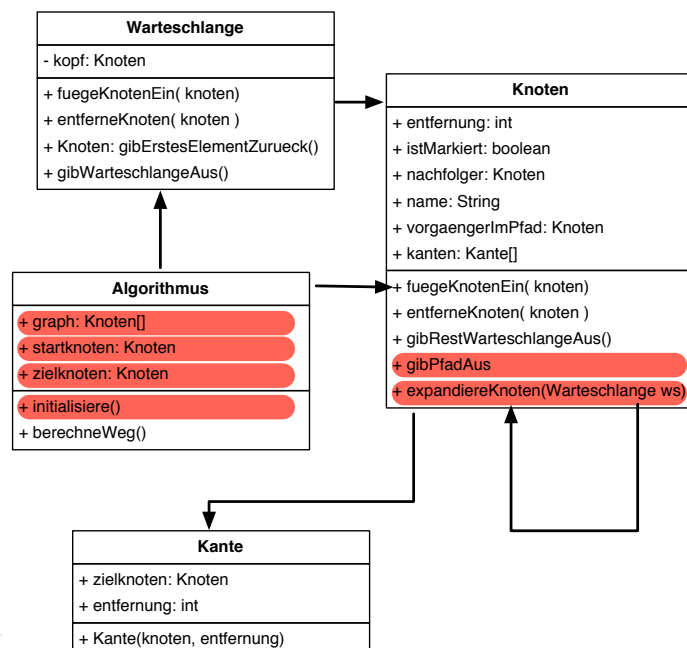 Warteschlange
- kopf: Knoten
+ fuegeKnotenEin( knoten)
+ entferneKnoten( knoten )
+ Knoten: gibErstesElementZurueck()
+ gibWarteschlangeAus()
Knoten
+ entfernung: int
+ istMarkiert: boolean
+ nachfolger: Knoten
+ name: String
+ vorgaengerImPfad: Knoten
+ kanten: Kante[]
+ fuegeKnotenEin( knoten)
+ entferneKnoten( knoten )
+ gibRestWarteschlangeAus()
+ gibPfadAus
+ expandiereKnoten(Warteschlange ws)
Algorithmus
+ graph: Knoten[]
+ startknoten: Knoten
+ zielknoten: Knoten
+ initialisiere()
+ berechneWeg()
Kante
+ zielknoten: Knoten
+ entfernung: int
+ Kante(knoten, entfernung)